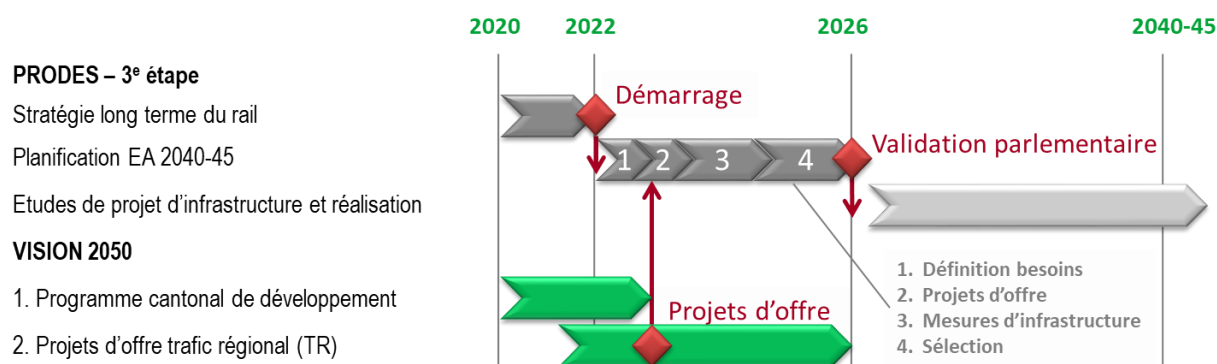 2020 2022 2026 2040-45
PRODES – 3e étape
Stratégie long terme du rail
Démarrage
Planification EA 2040-45
1 2 3 4
Validation parlementaire
Etudes de projet d’infrastructure et réalisation
VISION 2050
1. Programme cantonal de développement
2. Projets d’offre trafic régional (TR)
Projets d’offre
1. Définition besoins
2. Projets d’offre
3. Mesures d’infrastructure
4. Sélection